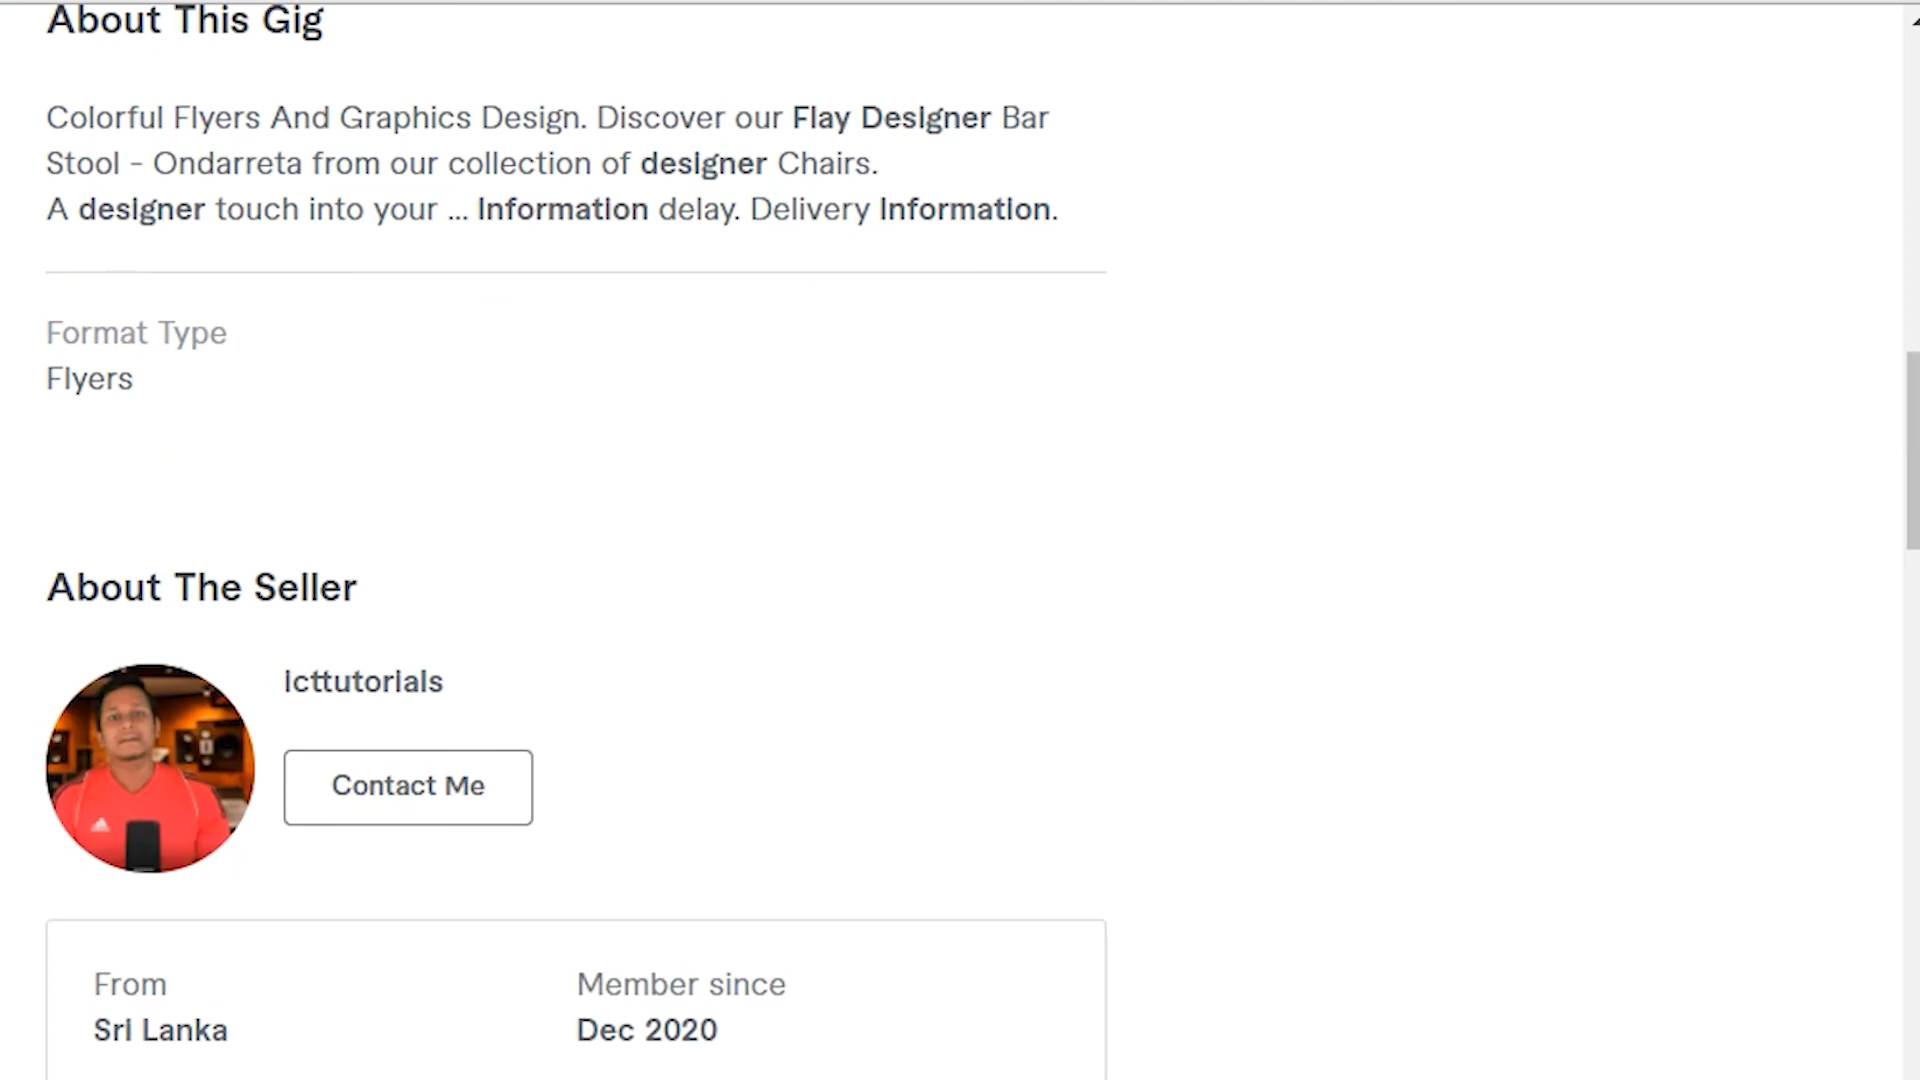 About This Gig
Colorful Flyers And Graphics Design. Discover our Flay Designer Bar
Stool - Ondarreta from our collection of designer Chairs.
A designer touch into your ... Information delay. Delivery Information.
Format Type
Flyers
About The Seller
icttutorials
Contact Me
From
Member since
Sri Lanka
Dec 2020